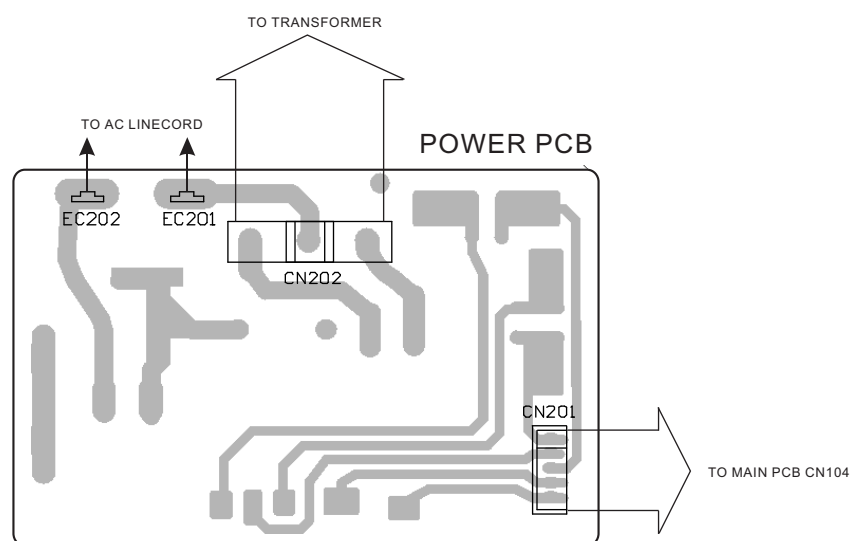 TO TRANSFORMER
TO AC LINECORD
POWER PCB
EC202
EC201
CN202
CN201
TO MAIN PCB CN104